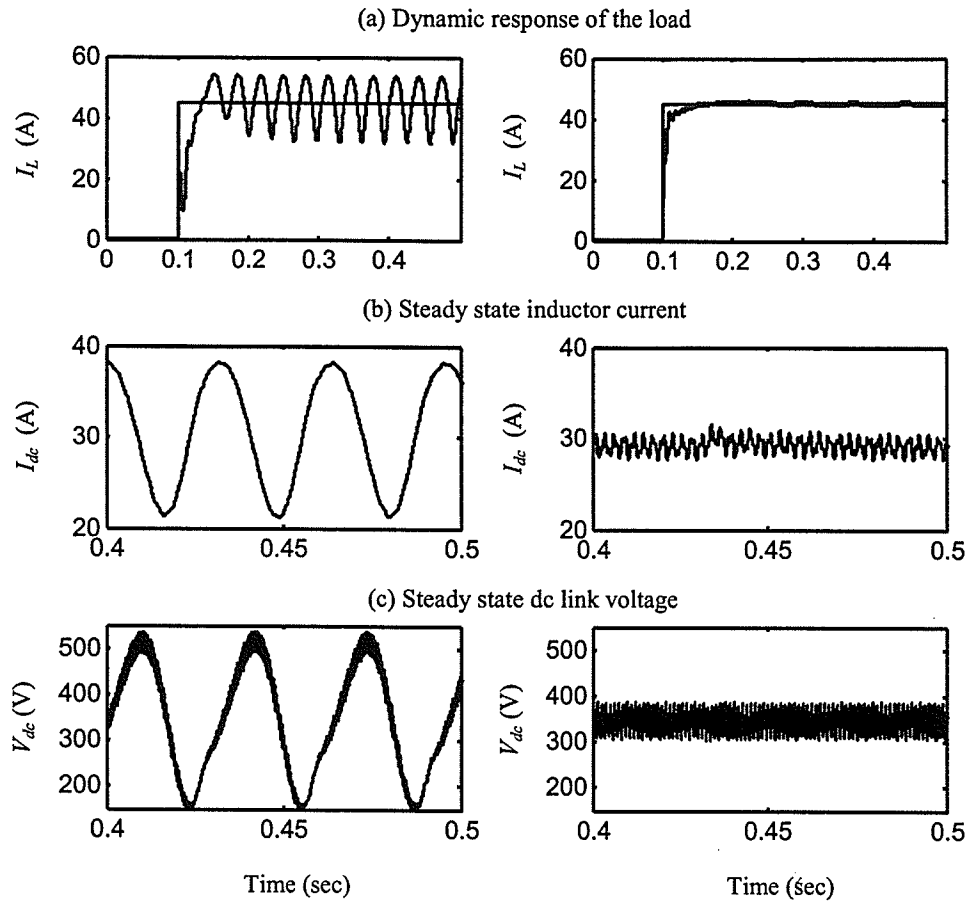 (a) Dynamic response of the load
60
40
20
0
I_L (A)
0 0.1 0.2 0.3 0.4
60
40
20
0
I_L (A)
0 0.1 0.2 0.3 0.4
(b) Steady state inductor current
40
30
20
I_dc (A)
0.4 0.45 0.5
40
30
20
I_dc (A)
0.4 0.45 0.5
(c) Steady state dc link voltage
500
400
300
200
V_dc (V)
0.4 0.45 0.5
Time (sec)
500
400
300
200
V_dc (V)
0.4 0.45 0.5
Time (sec)